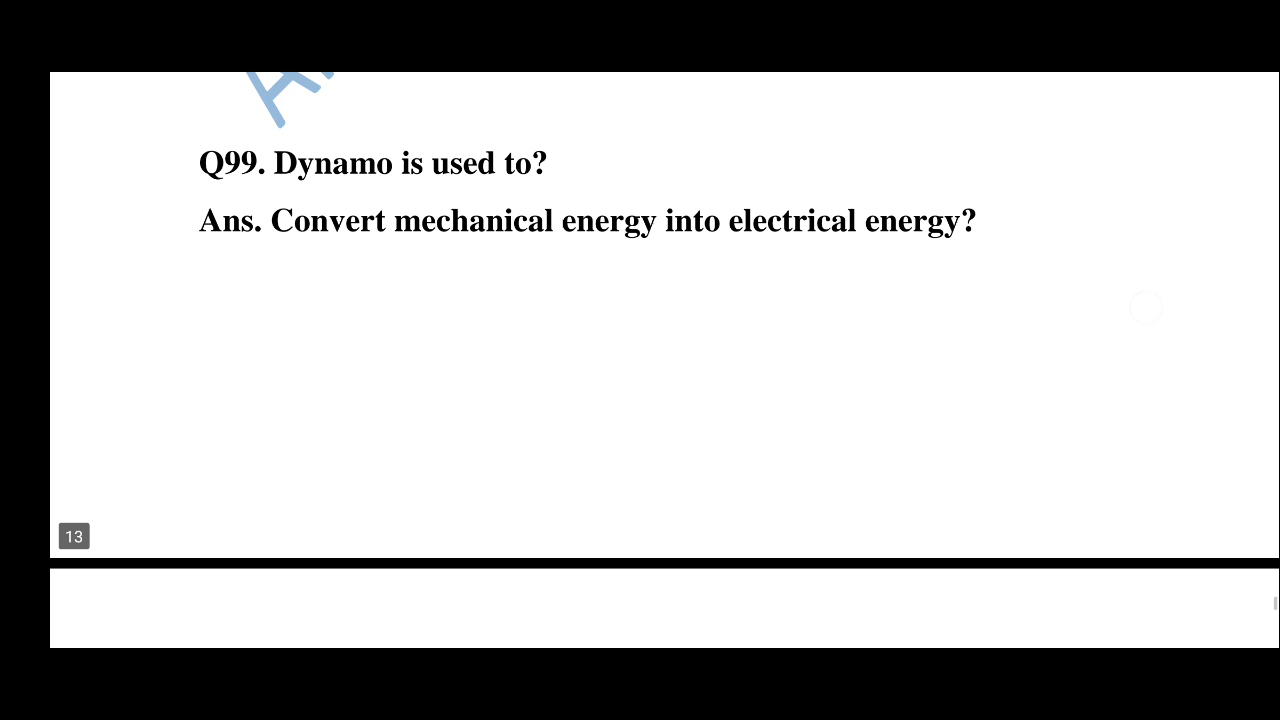 Q99. Dynamo is used to?
Ans. Convert mechanical energy into electrical energy?
13